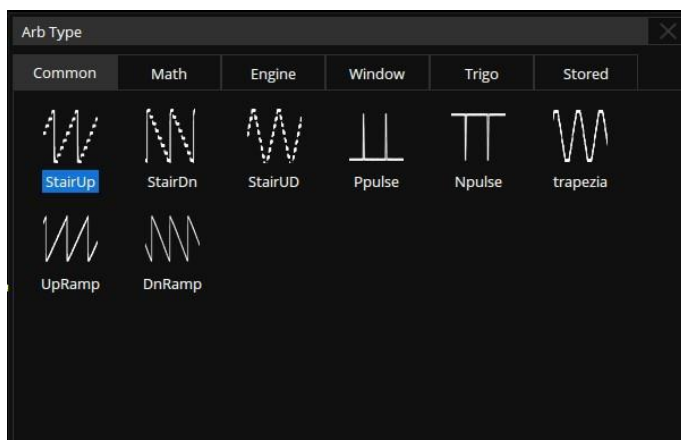 Arb Type
Common Math Engine Window Trigo Stored
StairUp StairDn StairUD Ppulse Npulse trapezia
UpRamp DnRamp